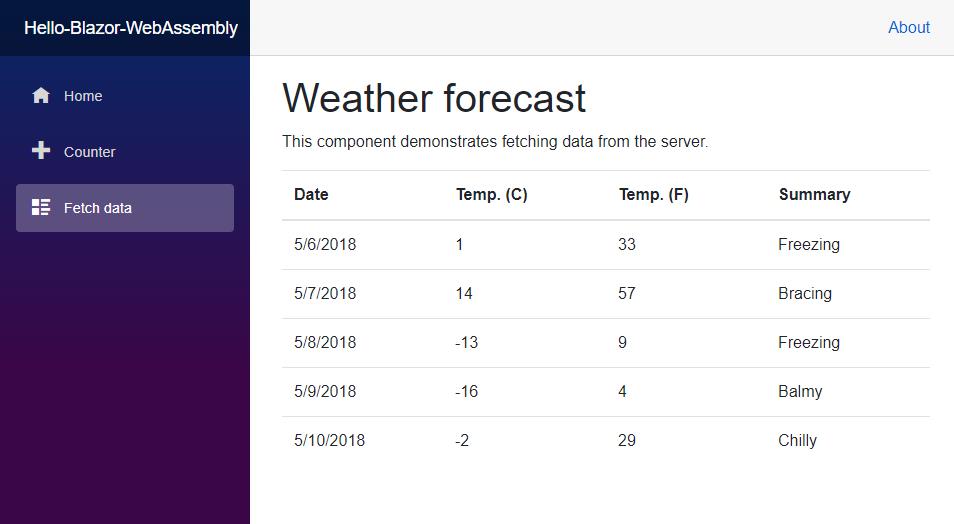 Hello-Blazor-WebAssembly
About
Home
Counter
Fetch data
Weather forecast
This component demonstrates fetching data from the server.
Date Temp. (C) Temp. (F) Summary
5/6/2018 1 33 Freezing
5/7/2018 14 57 Bracing
5/8/2018 -13 9 Freezing
5/9/2018 -16 4 Balmy
5/10/2018 -2 29 Chilly